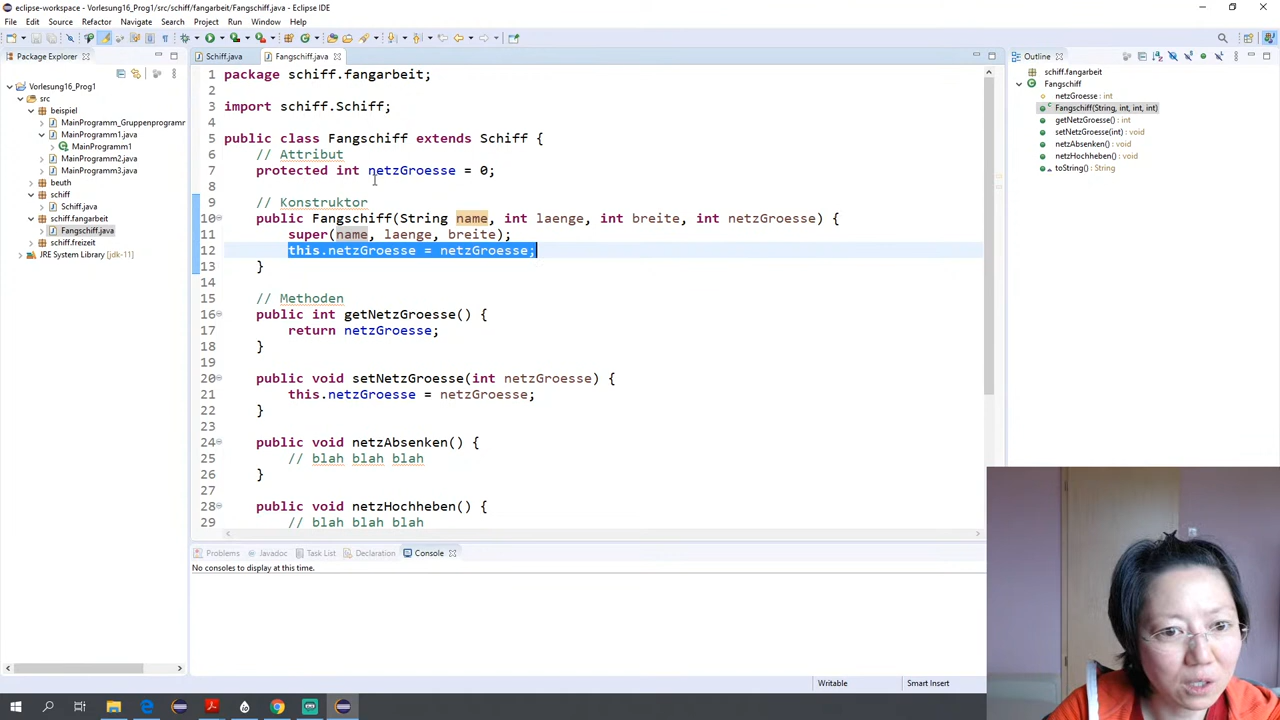 eclipse-workspace - Vorlesung16_Prog1/src/schiff/fangarbeit/Fangschiff.java - Eclipse IDE
File Edit Source Refactor Navigate Search Project Run Window Help
Package Explorer
Vorlesung16_Prog1
src
beispiel
MainProgramm_Gruppenprogramr
MainProgramm1.java
MainProgramm1
MainProgramm2.java
MainProgramm3.java
beuth
schiff
Schiff.java
schiff.fangarbeit
Fangschiff.java
schiff.freizeit
JRE System Library [jdk-11]
Schiff.java Fangschiff.java
1 package schiff.fangarbeit;
2
3 import schiff.Schiff;
4
5 public class Fangschiff extends Schiff {
6 // Attribut
7 protected int netzGroesse = 0;
8
9 // Konstruktor
10 public Fangschiff(String name, int laenge, int breite, int netzGroesse) {
11 super(name, laenge, breite);
12 this.netzGroesse = netzGroesse;
13 }
14
15 // Methoden
16 public int getNetzGroesse() {
17 return netzGroesse;
18 }
19
20 public void setNetzGroesse(int netzGroesse) {
21 this.netzGroesse = netzGroesse;
22 }
23
24 public void netzAbsenken() {
25 // blah blah blah
26 }
27
28 public void netzHochheben() {
29 // blah blah blah
Problems Javadoc Task List Declaration Console
No consoles to display at this time.
Writable Smart Insert
Outline
schiff.fangarbeit
Fangschiff
netzGroesse : int
Fangschiff(String, int, int, int)
getNetzGroesse() : int
setNetzGroesse(int) : void
netzAbsenken() : void
netzHochheben() : void
toString() : String